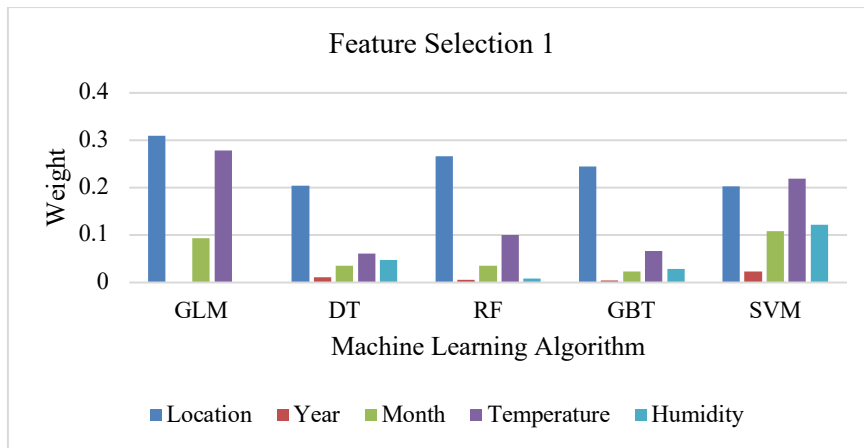 Feature Selection 1
0.4
0.3
0.2
0.1
0
Weight
GLM DT RF GBT SVM
Machine Learning Algorithm
Location Year Month Temperature Humidity